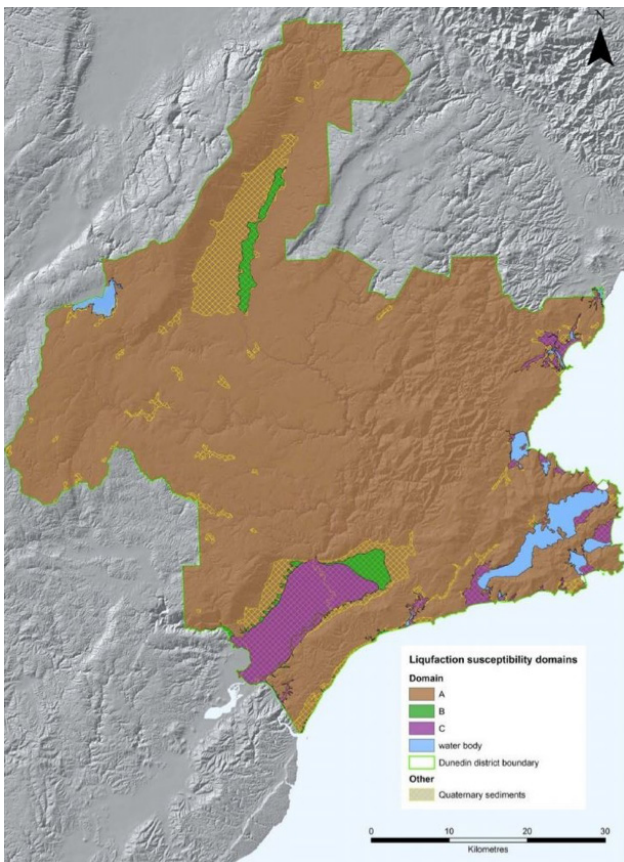 N
Liqufaction susceptibility domains
Domain
A
B
C
water body
Dunedin district boundary
Other
Quaternary sediments
0 10 20 30
Kilometres